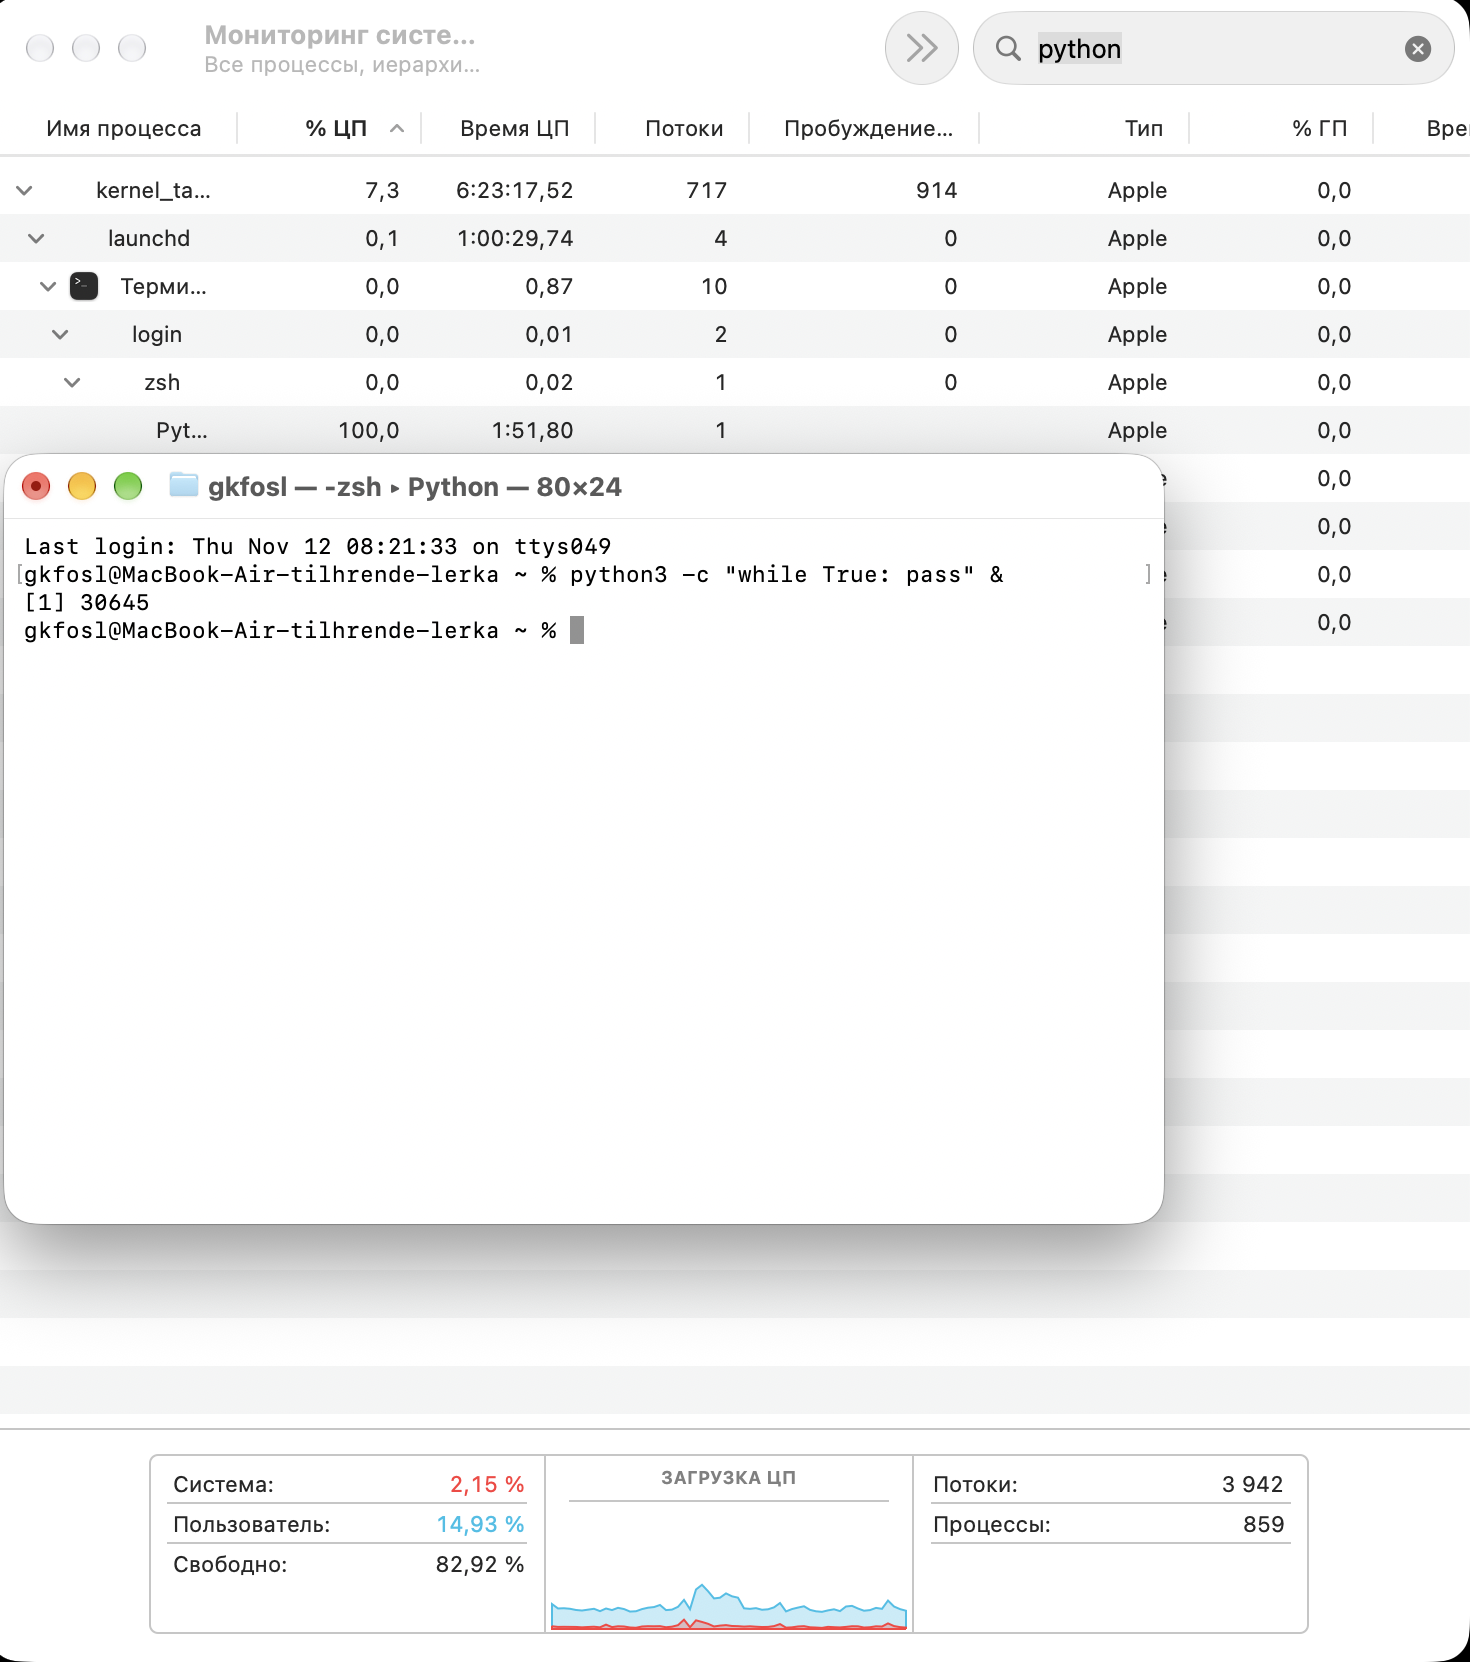 Мониторинг систе...
Все процессы, иерархи...
python
Имя процесса % ЦП Время ЦП Потоки Пробуждение... Тип % ГП Вре
kernel_ta... 7,3 6:23:17,52 717 914 Apple 0,0
launchd 0,1 1:00:29,74 4 0 Apple 0,0
Терми... 0,0 0,87 10 0 Apple 0,0
login 0,0 0,01 2 0 Apple 0,0
zsh 0,0 0,02 1 0 Apple 0,0
Pyt... 100,0 1:51,80 1 Apple 0,0
0,0
0,0
0,0
0,0
gkfosl — -zsh ▸ Python — 80×24
Last login: Thu Nov 12 08:21:33 on ttys049
[gkfosl@MacBook-Air-tilhrende-lerka ~ % python3 -c "while True: pass" & ]
[1] 30645
gkfosl@MacBook-Air-tilhrende-lerka ~ %
Система: 2,15 %
Пользователь: 14,93 %
Свободно: 82,92 %
ЗАГРУЗКА ЦП
Потоки: 3 942
Процессы: 859